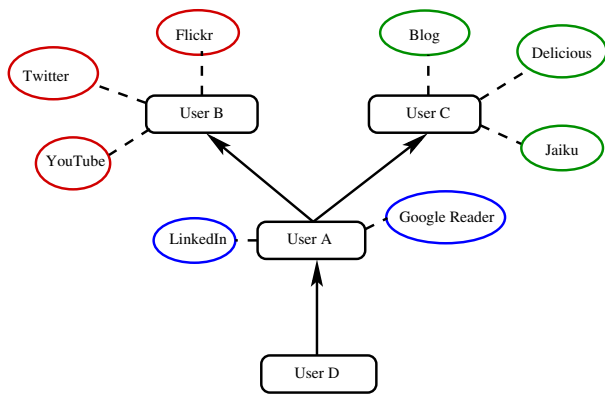 Flickr
Blog
Delicious
Twitter
User B
User C
YouTube
Jaiku
Google Reader
LinkedIn
User A
User D